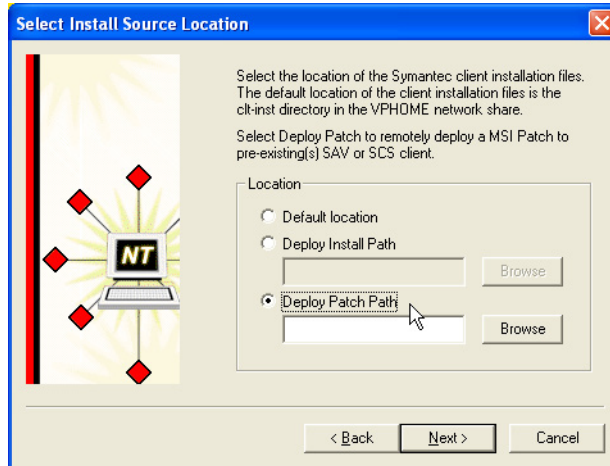 Select Install Source Location
Select the location of the Symantec client installation files.
The default location of the client installation files is the
clt-inst directory in the VPHOME network share.
Select Deploy Patch to remotely deploy a MSI Patch to
pre-existing(s) SAV or SCS client.
Location
Default location
Deploy Install Path
Browse
Deploy Patch Path
Browse
NT
< Back
Next >
Cancel